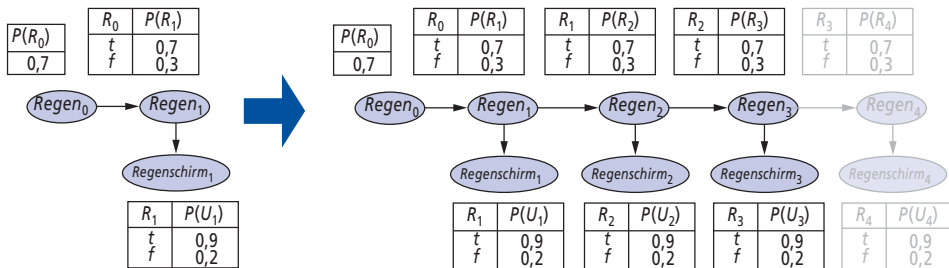 P(R₀)
0,7
R₀ P(R₁)
t 0,7
f 0,3
Regen₀
Regen₁
Regenschirm₁
R₁ P(U₁)
t 0,9
f 0,2
P(R₀)
0,7
R₀ P(R₁)
t 0,7
f 0,3
R₁ P(R₂)
t 0,7
f 0,3
R₂ P(R₃)
t 0,7
f 0,3
R₃ P(R₄)
t 0,7
f 0,3
Regen₀
Regen₁
Regen₂
Regen₃
Regen₄
Regenschirm₁
Regenschirm₂
Regenschirm₃
Regenschirm₄
R₁ P(U₁)
t 0,9
f 0,2
R₂ P(U₂)
t 0,9
f 0,2
R₃ P(U₃)
t 0,9
f 0,2
R₄ P(U₄)
t 0,9
f 0,2